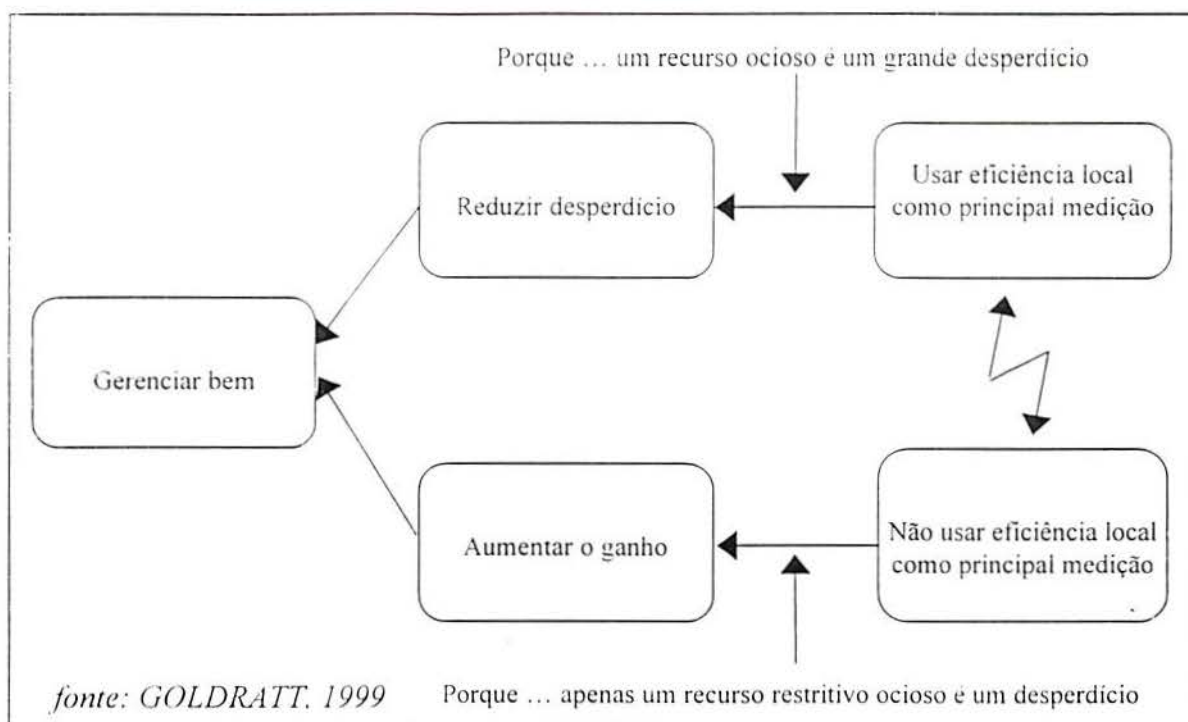 Porque ... um recurso ocioso é um grande desperdício
Reduzir desperdício
Usar eficiência local
como principal medição
Gerenciar bem
Aumentar o ganho
Não usar eficiência local
como principal medição
fonte: GOLDRATT, 1999
Porque ... apenas um recurso restritivo ocioso é um desperdício